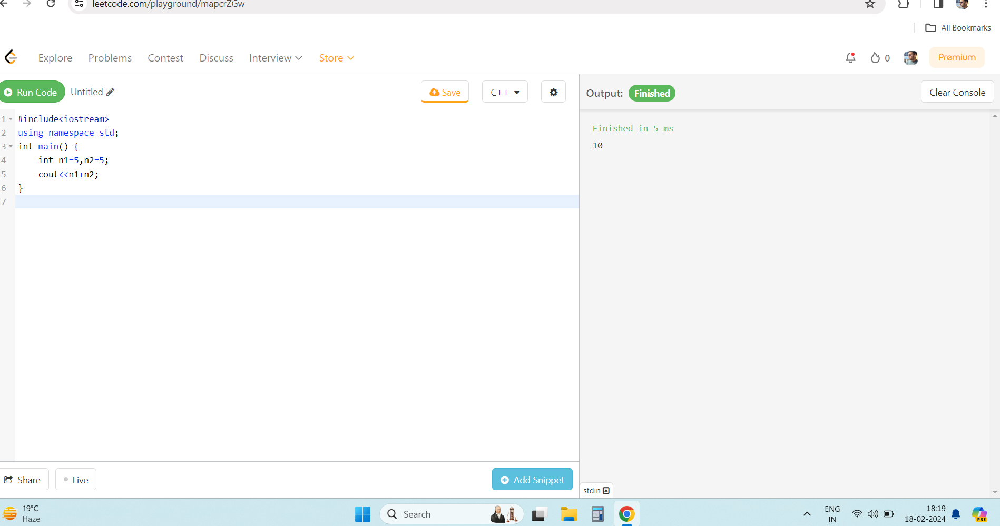 leetcode.com/playground/mapcrZGw
All Bookmarks
Explore Problems Contest Discuss Interview Store 0 Premium
Run Code Untitled Save C++ Output: Finished Clear Console
1 #include<iostream>
2 using namespace std;
3 int main() {
4 int n1=5,n2=5;
5 cout<<n1+n2;
6 }
7
Finished in 5 ms
10
Share Live Add Snippet
stdin
19°C
Haze
Search
ENG
IN
18:19
18-02-2024
PRE